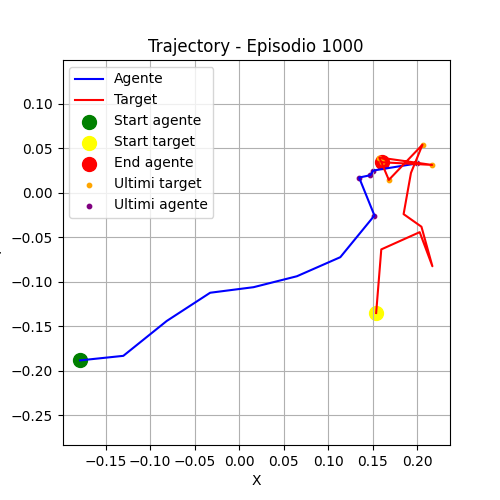 Trajectory - Episodio 1000
Agente
Target
Start agente
Start target
End agente
Ultimi target
Ultimi agente
0.10
0.05
0.00
−0.05
−0.10
−0.15
−0.20
−0.25
−0.15 −0.10 −0.05 0.00 0.05 0.10 0.15 0.20
X